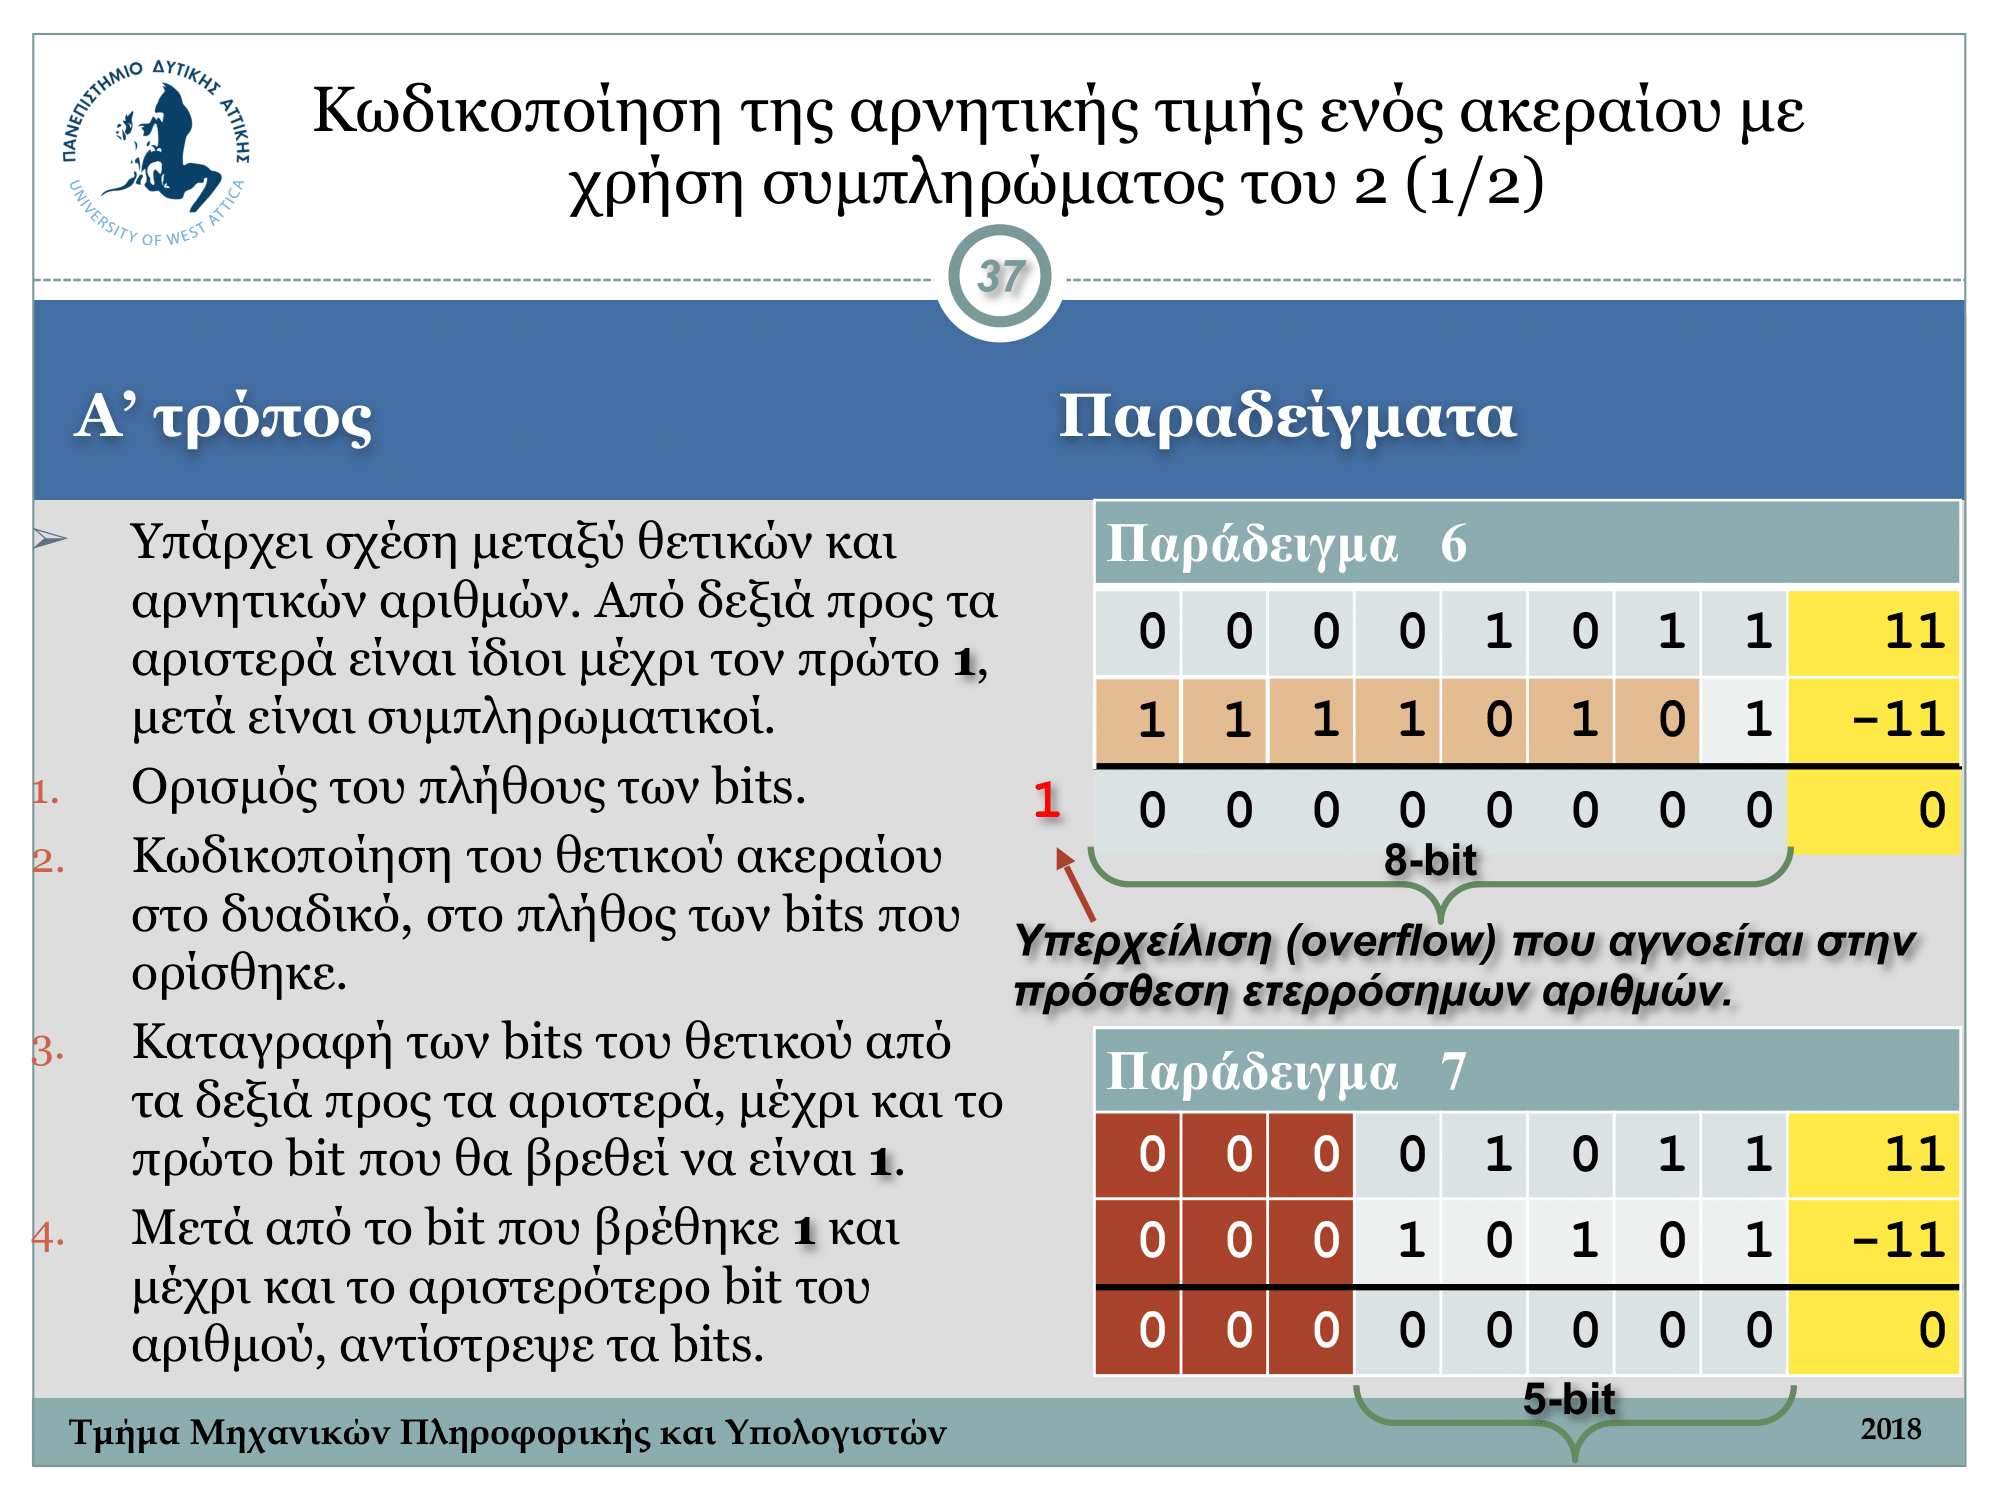 ΠΑΝΕΠΙΣΤΗΜΙΟ ΔΥΤΙΚΗΣ ΑΤΤΙΚΗΣ
UNIVERSITY OF WEST ATTICA
Κωδικοποίηση της αρνητικής τιμής ενός ακεραίου με
χρήση συμπληρώματος του 2 (1/2)
37
Α’ τρόπος
➢ Υπάρχει σχέση μεταξύ θετικών και
αρνητικών αριθμών. Από δεξιά προς τα
αριστερά είναι ίδιοι μέχρι τον πρώτο 1,
μετά είναι συμπληρωματικοί.
1. Ορισμός του πλήθους των bits.
2. Κωδικοποίηση του θετικού ακεραίου
στο δυαδικό, στο πλήθος των bits που
ορίσθηκε.
3. Καταγραφή των bits του θετικού από
τα δεξιά προς τα αριστερά, μέχρι και το
πρώτο bit που θα βρεθεί να είναι 1.
4. Μετά από το bit που βρέθηκε 1 και
μέχρι και το αριστερότερο bit του
αριθμού, αντίστρεψε τα bits.
Παραδείγματα
Παράδειγμα 6
0 0 0 0 1 0 1 1 11
1 1 1 1 0 1 0 1 -11
1 0 0 0 0 0 0 0 0 0
8-bit
Υπερχείλιση (overflow) που αγνοείται στην
πρόσθεση ετερρόσημων αριθμών.
Παράδειγμα 7
0 0 0 0 1 0 1 1 11
0 0 0 1 0 1 0 1 -11
0 0 0 0 0 0 0 0 0
5-bit
Τμήμα Μηχανικών Πληροφορικής και Υπολογιστών
2018